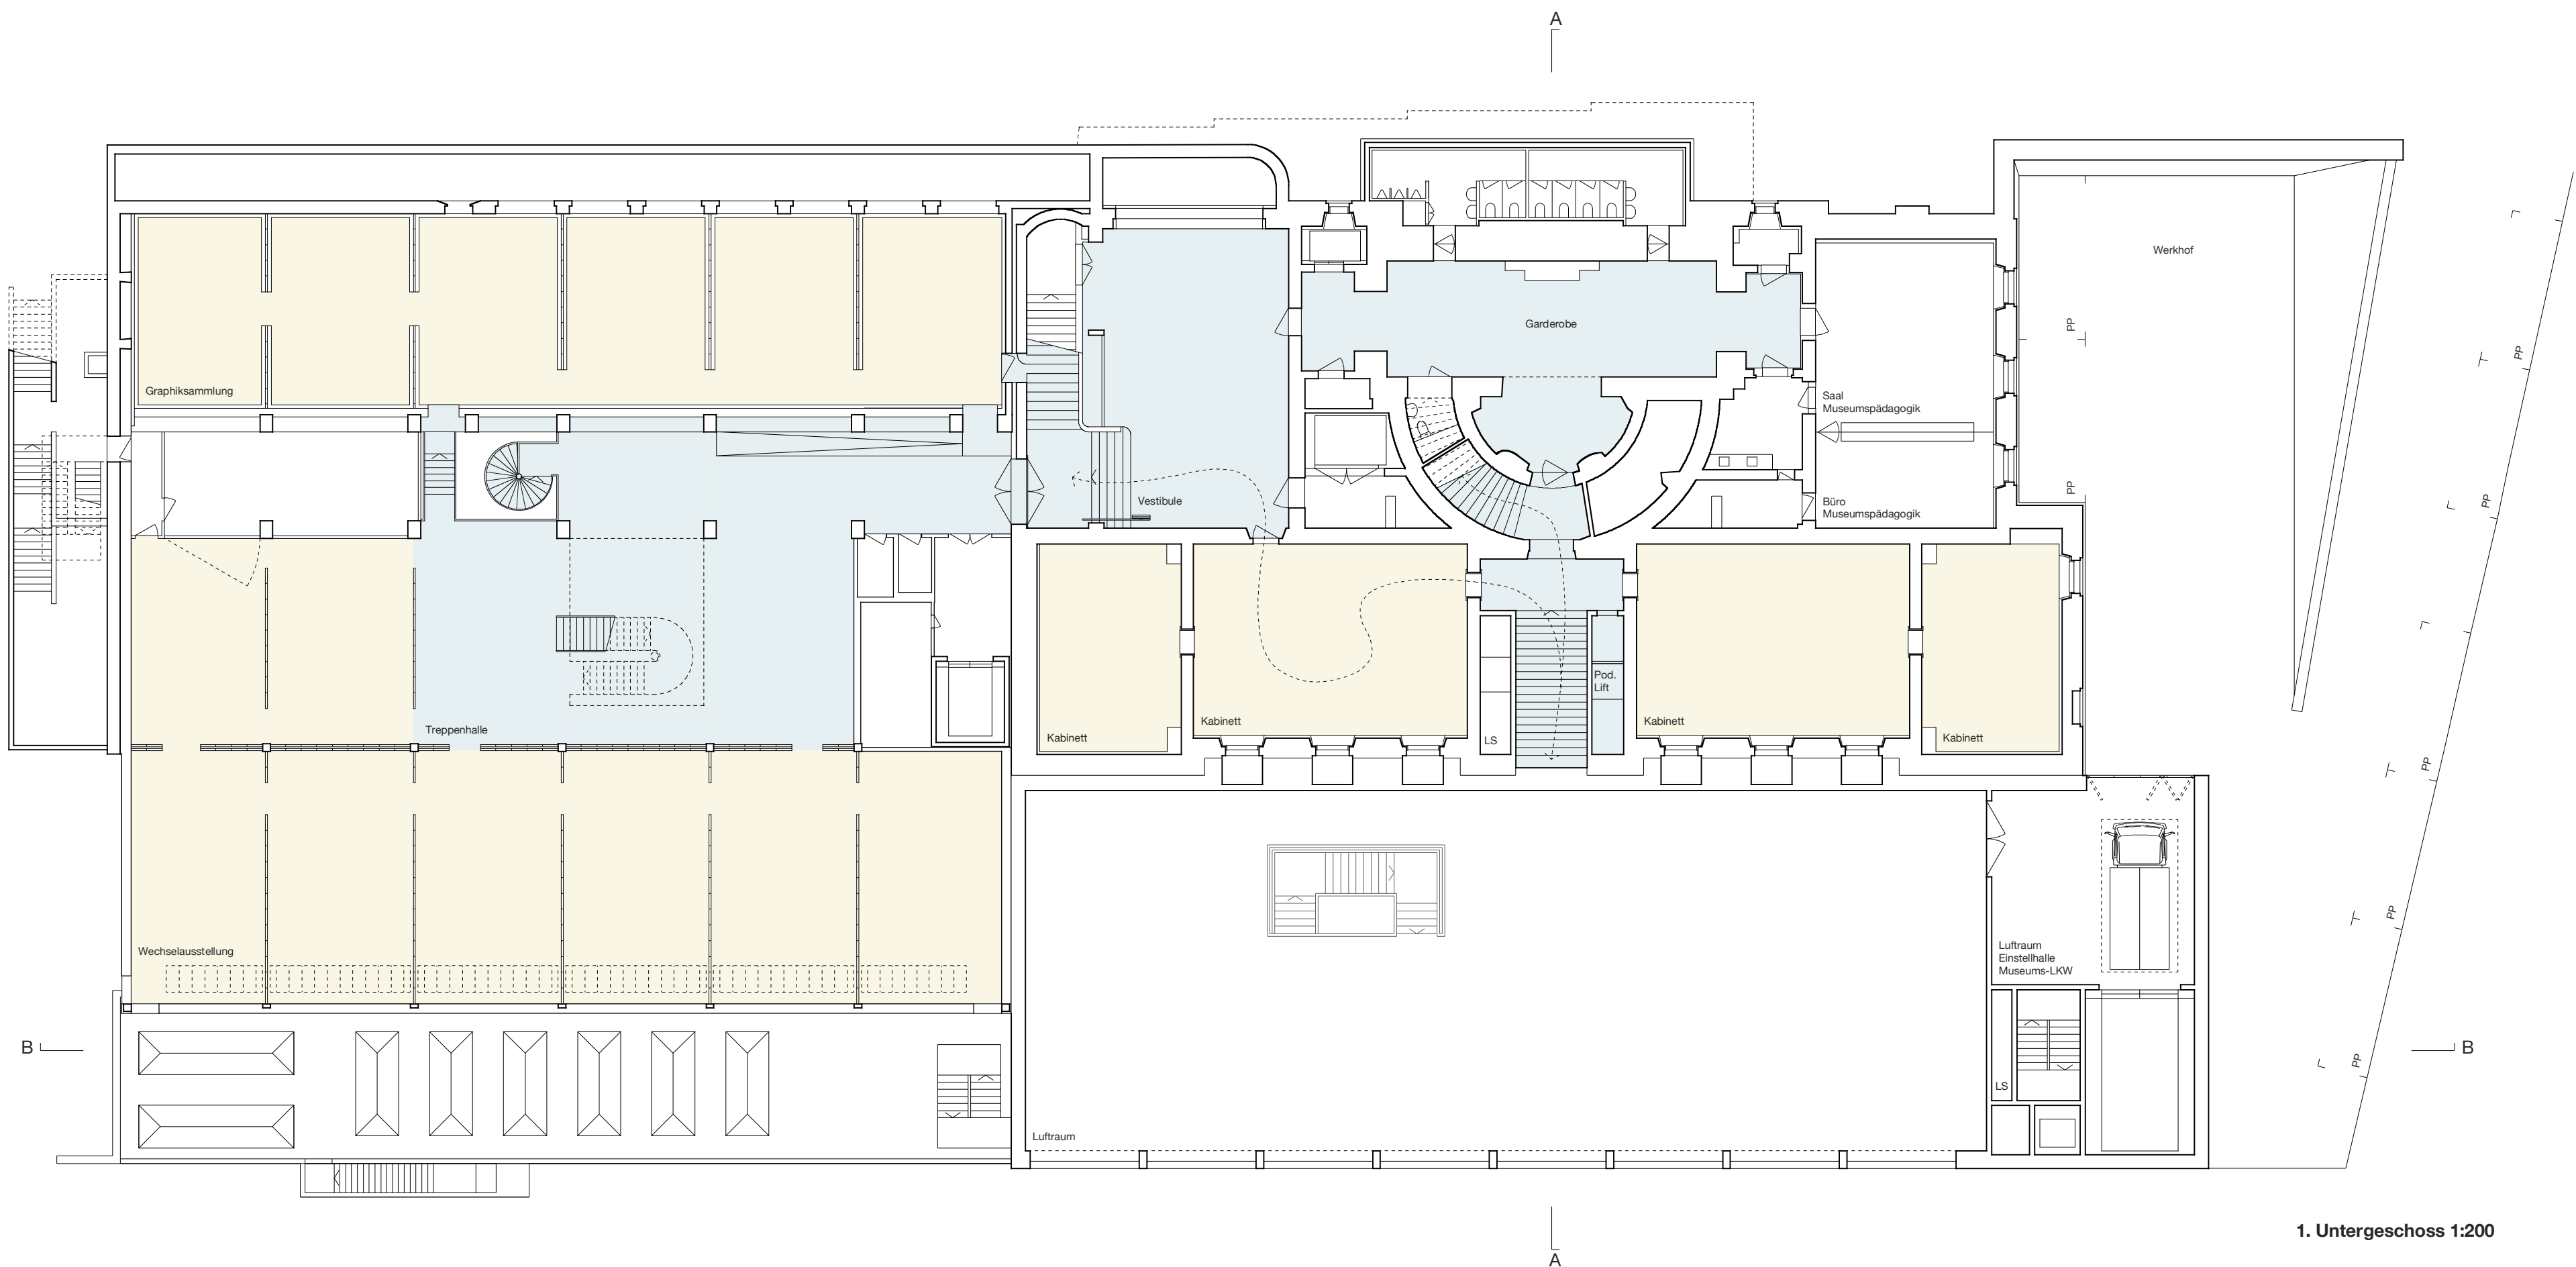 A
Werkhof
PP
Garderobe
PP
Graphiksammlung
Saal
Museumspädagogik
PP
Vestibule
PP
Büro
Museumspädagogik
Pod.
Lift
Treppenhalle
Kabinett
Kabinett
LS
Kabinett
Kabinett
PP
PP
Wechselausstellung
Luftraum
Einstellhalle
Museums-LKW
B
B
PP
LS
Luftraum
1. Untergeschoss 1:200
A